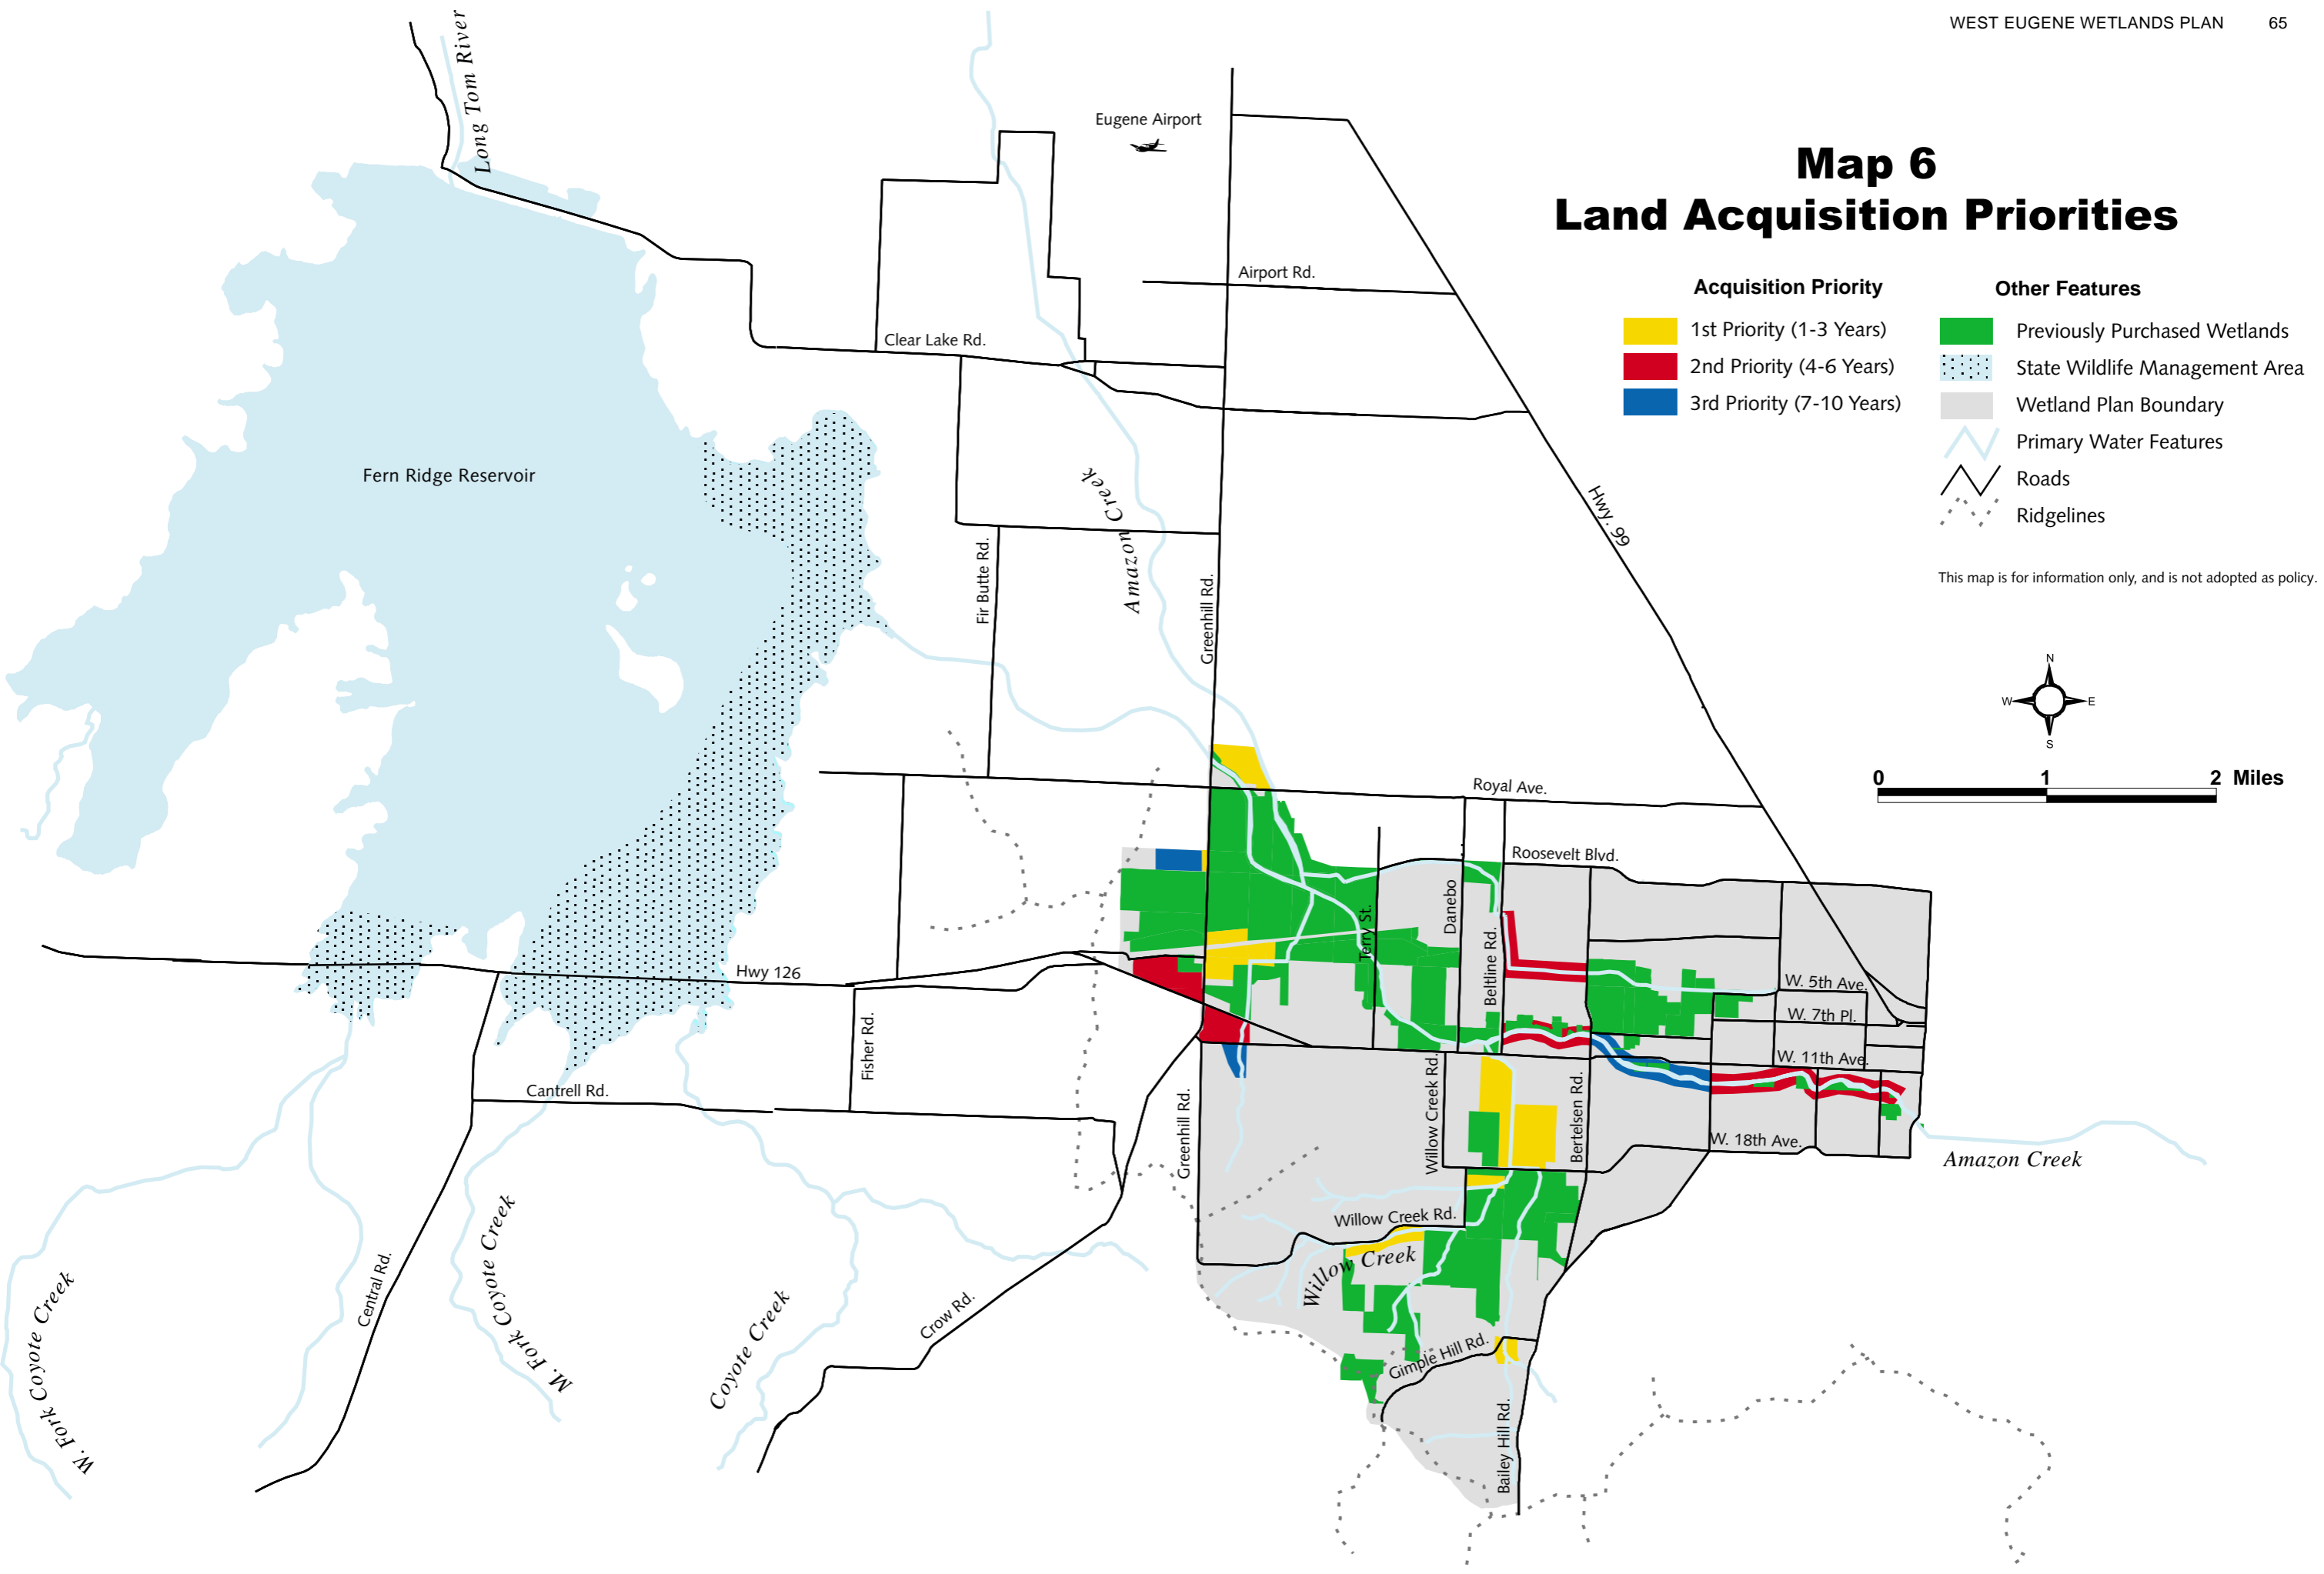 WEST EUGENE WETLANDS PLAN 65
Map 6
Land Acquisition Priorities
Acquisition Priority
1st Priority (1-3 Years)
2nd Priority (4-6 Years)
3rd Priority (7-10 Years)
Other Features
Previously Purchased Wetlands
State Wildlife Management Area
Wetland Plan Boundary
Primary Water Features
Roads
Ridgelines
This map is for information only, and is not adopted as policy.
N
W
E
S
0 1 2 Miles
Long Tom River
Eugene Airport
Airport Rd.
Clear Lake Rd.
Fern Ridge Reservoir
Amazon Creek
Hwy. 99
Fir Butte Rd.
Greenhill Rd.
Royal Ave.
Roosevelt Blvd.
Danebo
Terry St.
Beltline Rd.
Hwy 126
W. 5th Ave.
W. 7th Pl.
W. 11th Ave.
Fisher Rd.
Cantrell Rd.
Greenhill Rd.
Willow Creek Rd.
Bertelsen Rd.
W. 18th Ave.
Amazon Creek
Willow Creek Rd.
Willow Creek
Gimple Hill Rd.
Bailey Hill Rd.
Crow Rd.
Central Rd.
W. Fork Coyote Creek
M. Fork Coyote Creek
Coyote Creek